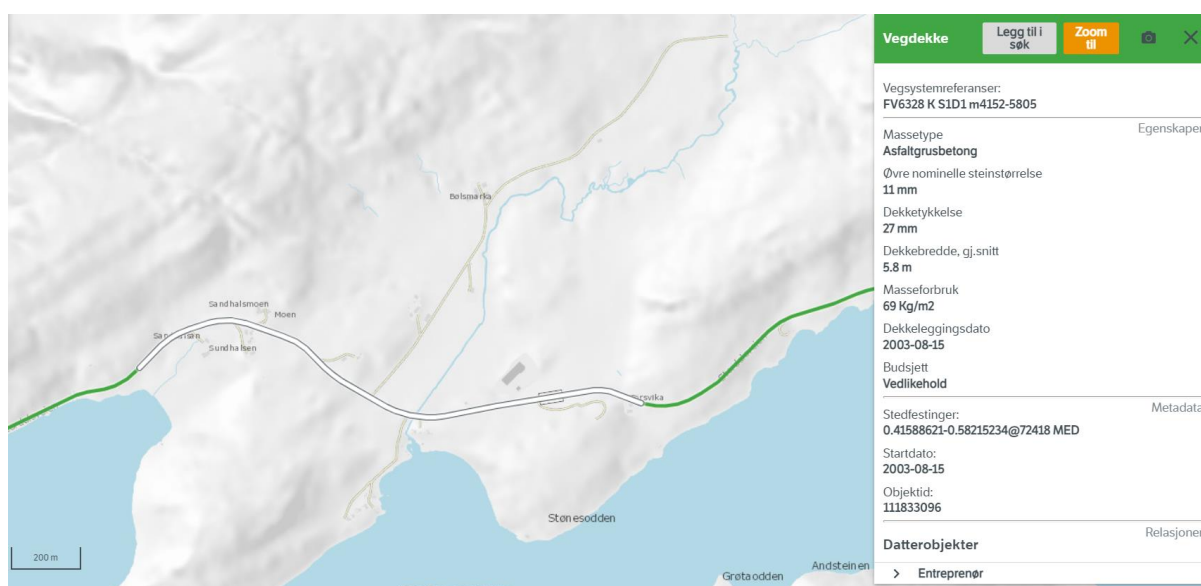 Vegdekke
Legg til i
søk
Zoom
til
Vegsystemreferanser:
FV6328 K S1D1 m4152-5805
Egenskaper
Massetype
Asfaltgrusbetong
Øvre nominelle steinstørrelse
11 mm
Dekketykkelse
27 mm
Dekkebredde, gj.snitt
5.8 m
Masseforbruk
69 Kg/m2
Dekkeleggingsdato
2003-08-15
Budsjett
Vedlikehold
Metadata
Stedfestinger:
0.41588621-0.58215234@72418 MED
Startdato:
2003-08-15
Objektid:
111833096
Relasjoner
Datterobjekter
Entreprenør
Bølsmarka
Sandhalsmoen
Moen
Sundhalsen
Stønesodden
Andsteinen
Grøtaodden
200 m